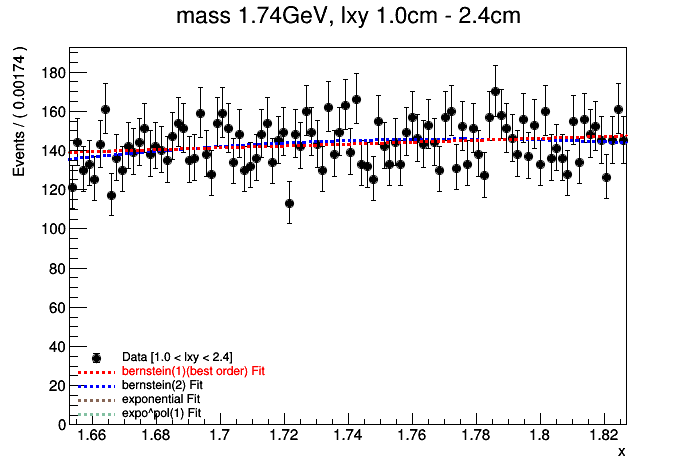 mass 1.74GeV, lxy 1.0cm - 2.4cm
Events / ( 0.00174 )
180
160
140
120
100
80
60
40
20
0
Data [1.0 < lxy < 2.4]
bernstein(1)(best order) Fit
bernstein(2) Fit
exponential Fit
expo^pol(1) Fit
1.66 1.68 1.7 1.72 1.74 1.76 1.78 1.8 1.82
x